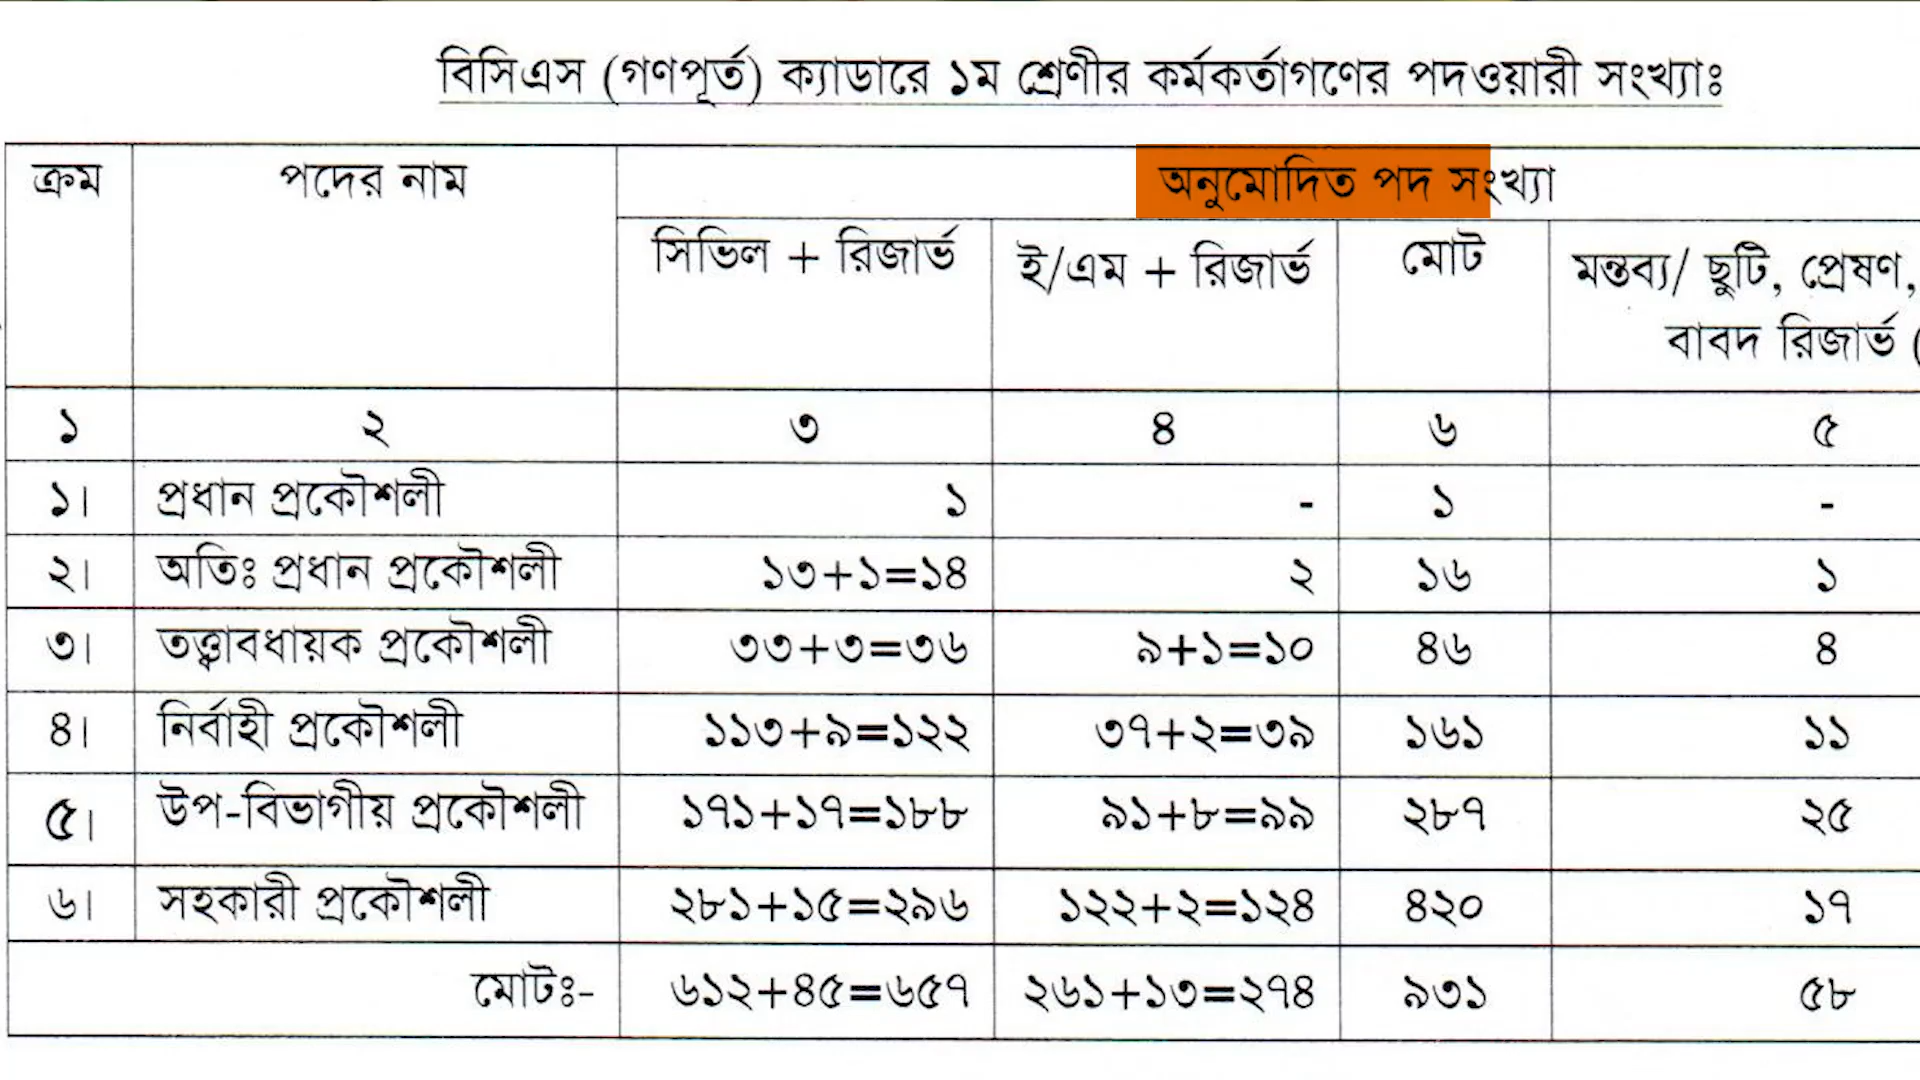 বিসিএস (গণপূর্ত) ক্যাডারে ১ম শ্রেণীর কর্মকর্তাগণের পদওয়ারী সংখ্যাঃ
ক্রম পদের নাম অনুমোদিত পদ সংখ্যা
সিভিল + রিজার্ভ ই/এম + রিজার্ভ মোট মন্তব্য/ ছুটি, প্রেষণ,
বাবদ রিজার্ভ (
১ ২ ৩ ৪ ৬ ৫
১। প্রধান প্রকৌশলী ১ - ১ -
২। অতিঃ প্রধান প্রকৌশলী ১৩+১=১৪ ২ ১৬ ১
৩। তত্ত্বাবধায়ক প্রকৌশলী ৩৩+৩=৩৬ ৯+১=১০ ৪৬ ৪
৪। নির্বাহী প্রকৌশলী ১১৩+৯=১২২ ৩৭+২=৩৯ ১৬১ ১১
৫। উপ-বিভাগীয় প্রকৌশলী ১৭১+১৭=১৮৮ ৯১+৮=৯৯ ২৮৭ ২৫
৬। সহকারী প্রকৌশলী ২৮১+১৫=২৯৬ ১২২+২=১২৪ ৪২০ ১৭
মোটঃ- ৬১২+৪৫=৬৫৭ ২৬১+১৩=২৭৪ ৯৩১ ৫৮